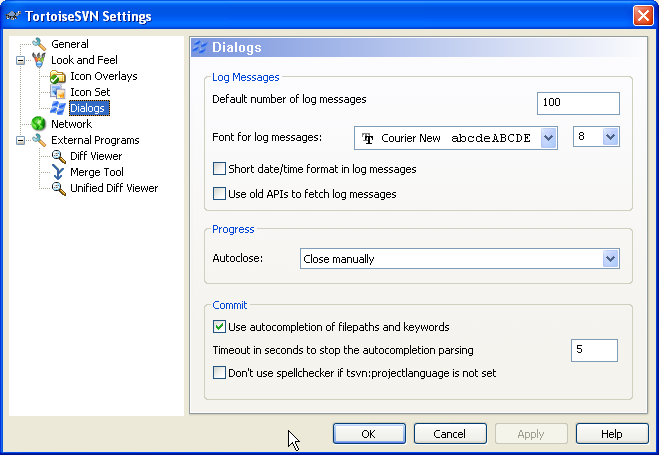 TortoiseSVN Settings
General
Look and Feel
Icon Overlays
Icon Set
Dialogs
Network
External Programs
Diff Viewer
Merge Tool
Unified Diff Viewer
Dialogs
Log Messages
Default number of log messages 100
Font for log messages: Courier New abcdeABCDE 8
Short date/time format in log messages
Use old APIs to fetch log messages
Progress
Autoclose: Close manually
Commit
Use autocompletion of filepaths and keywords
Timeout in seconds to stop the autocompletion parsing 5
Don't use spellchecker if tsvn:projectlanguage is not set
OK Cancel Apply Help